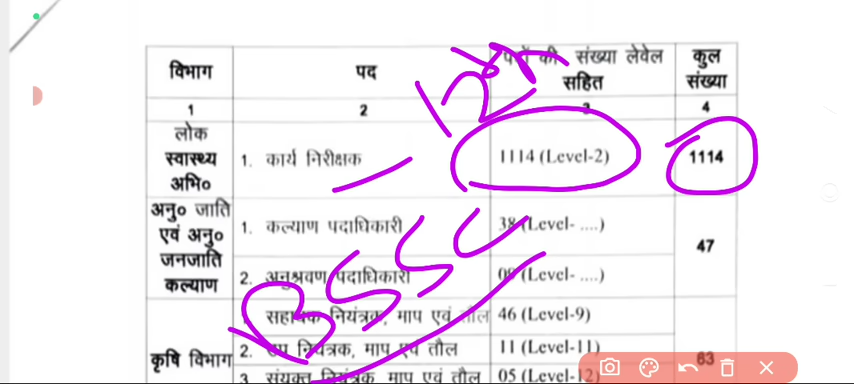 विभाग पद पदों की संख्या लेवेल सहित कुल संख्या
1 2 3 4
लोक स्वास्थ्य अभि० 1. कार्य निरीक्षक 1114 (Level-2) 1114
12th
अनु० जाति एवं अनु० जनजाति कल्याण 1. कल्याण पदाधिकारी 38 (Level- ....) 47
2. अनुश्रवण पदाधिकारी 09 (Level- ....)
BSSC
कृषि विभाग 1. सहायक नियंत्रक, माप एवं तौल 46 (Level-9) 63
2. उप नियंत्रक, माप एवं तौल 11 (Level-11)
3. संयुक्त नियंत्रक, माप एवं तौल 05 (Level-12)